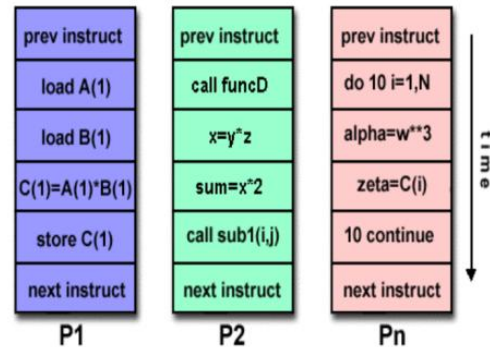 prev instruct
load A(1)
load B(1)
C(1)=A(1)*B(1)
store C(1)
next instruct
P1
prev instruct
call funcD
x=y*z
sum=x*2
call sub1(i,j)
next instruct
P2
prev instruct
do 10 i=1,N
alpha=w**3
zeta=C(i)
10 continue
next instruct
Pn
time